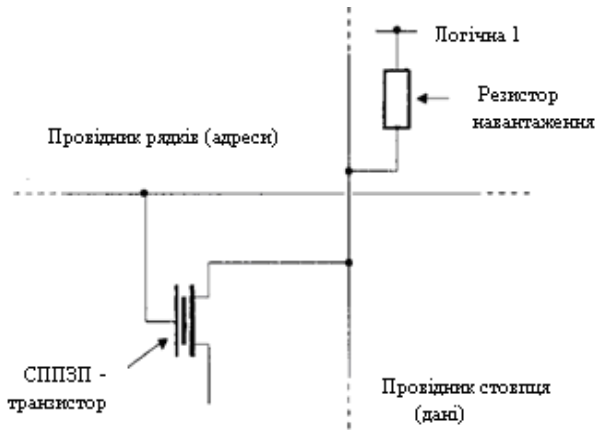 Логічна 1
Резистор
навантаження
Провідник рядків (адреси)
СППЗП -
транзистор
Провідник стовпця
(дані)